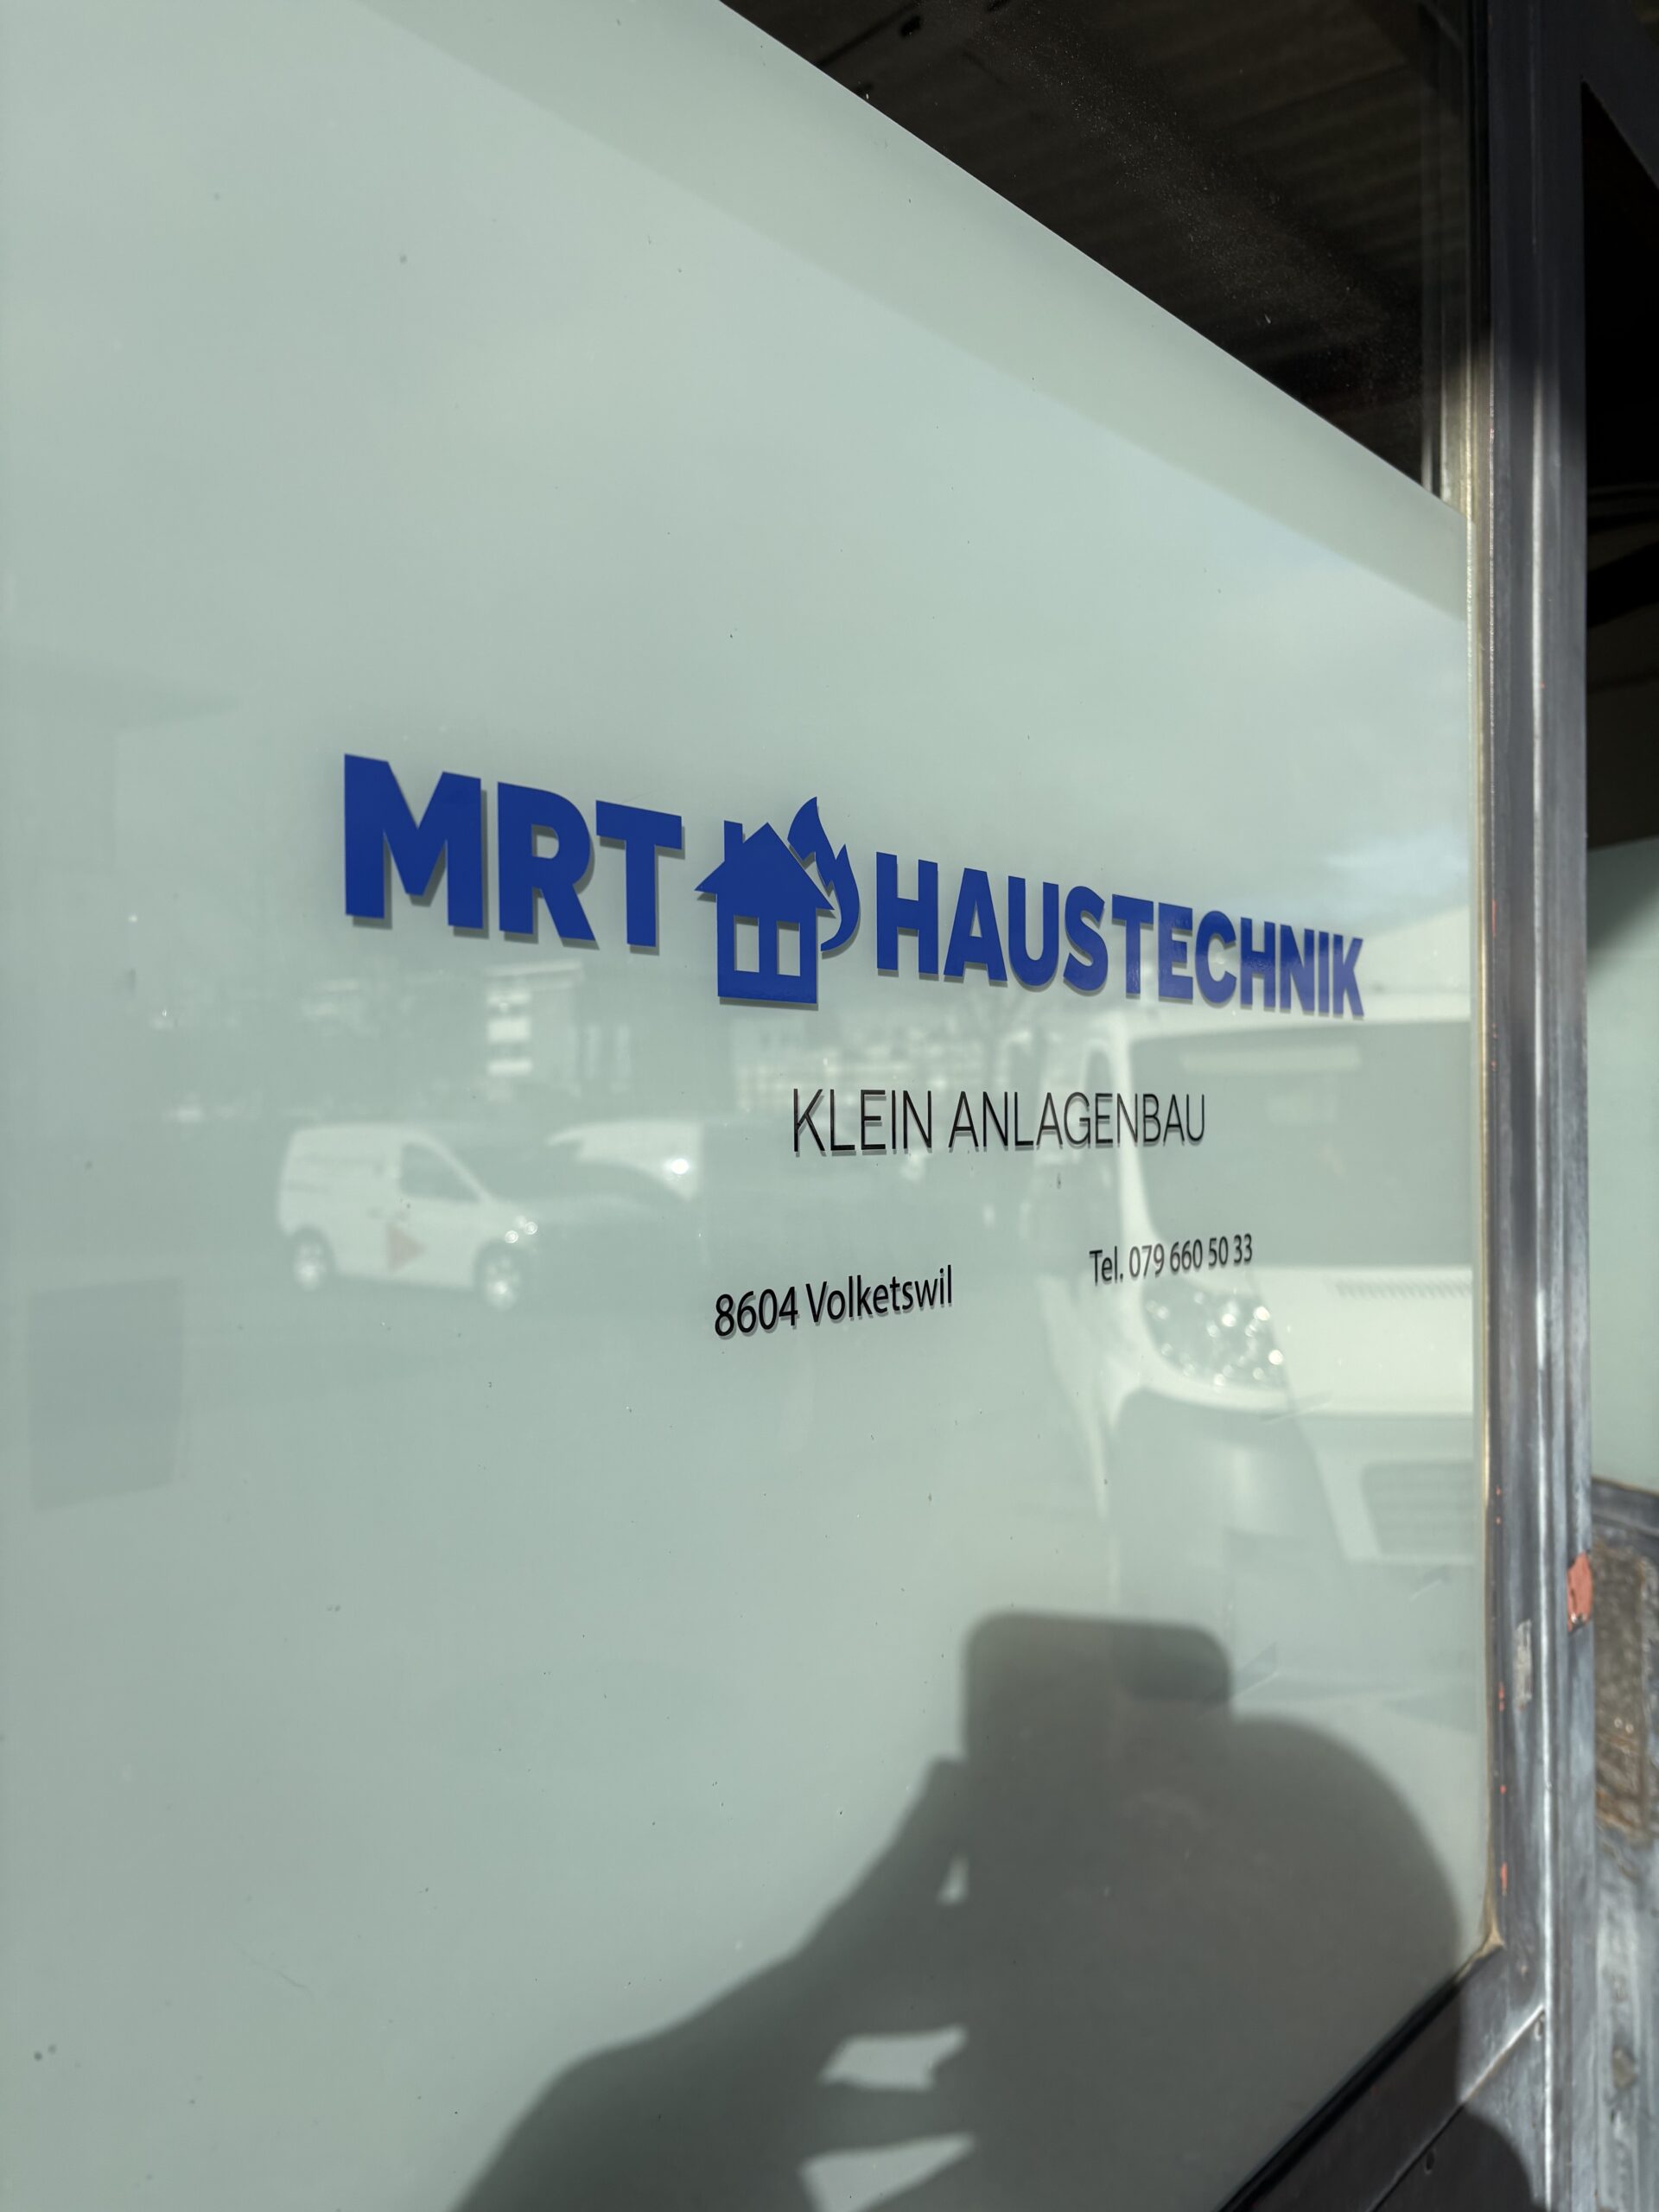 MRT HAUSTECHNIK
KLEIN ANLAGENBAU
8604 Volketswil Tel. 079 660 50 33